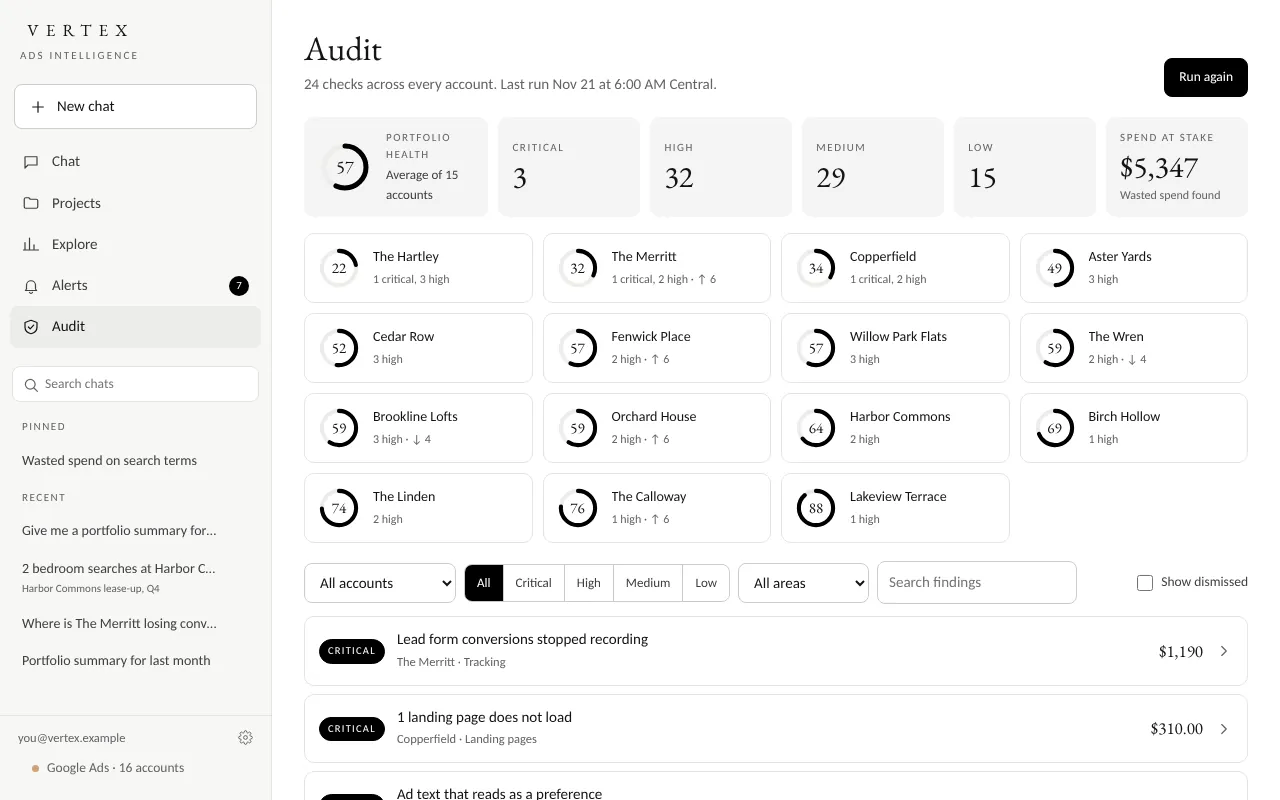 VERTEX
ADS INTELLIGENCE
New chat
Chat
Projects
Explore
Alerts
7
Audit
Search chats
PINNED
Wasted spend on search terms
RECENT
Give me a portfolio summary for...
2 bedroom searches at Harbor C...
Harbor Commons lease-up, Q4
Where is The Merritt losing conv...
Portfolio summary for last month
you@vertex.example
Google Ads · 16 accounts
Audit
24 checks across every account. Last run Nov 21 at 6:00 AM Central.
Run again
57
PORTFOLIO
HEALTH
Average of 15
accounts
CRITICAL
3
HIGH
32
MEDIUM
29
LOW
15
SPEND AT STAKE
$5,347
Wasted spend found
22
The Hartley
1 critical, 3 high
32
The Merritt
1 critical, 2 high · ↑ 6
34
Copperfield
1 critical, 2 high
49
Aster Yards
3 high
52
Cedar Row
3 high
57
Fenwick Place
2 high · ↑ 6
57
Willow Park Flats
3 high
59
The Wren
2 high · ↓ 4
59
Brookline Lofts
3 high · ↓ 4
59
Orchard House
2 high · ↑ 6
64
Harbor Commons
2 high
69
Birch Hollow
1 high
74
The Linden
2 high
76
The Calloway
1 high · ↑ 6
88
Lakeview Terrace
1 high
All accounts
All
Critical
High
Medium
Low
All areas
Search findings
Show dismissed
CRITICAL
Lead form conversions stopped recording
The Merritt · Tracking
$1,190
CRITICAL
1 landing page does not load
Copperfield · Landing pages
$310.00
Ad text that reads as a preference